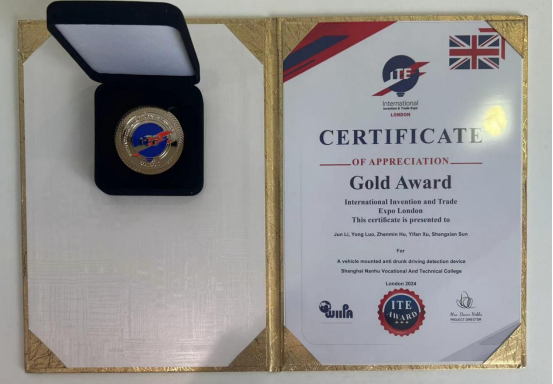 ITE
International
Invention & Trade Expo
LONDON
CERTIFICATE
OF APPRECIATION
Gold Award
International Invention and Trade
Expo London
This certificate is presented to
Jun Li, Yong Luo, Zhenmin Hu, Yifan Xu, Shengxian Sun
For
A vehicle mounted anti drunk driving detection device
Shanghai Nanhu Vocational And Technical College
London 2024
WIIPA
ITE
AWARD
PROJECT DIRECTOR